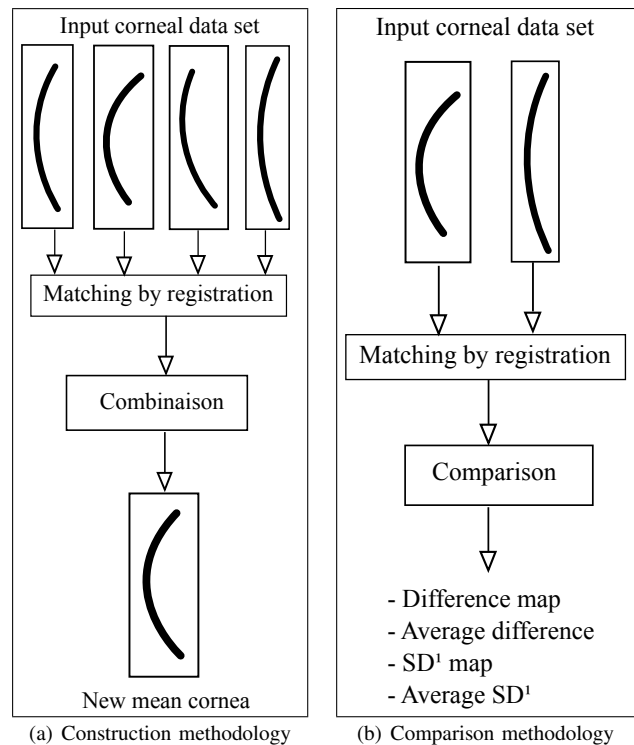 Input corneal data set
Matching by registration
Combinaison
New mean cornea
(a) Construction methodology
Input corneal data set
Matching by registration
Comparison
- Difference map
- Average difference
- SD¹ map
- Average SD¹
(b) Comparison methodology